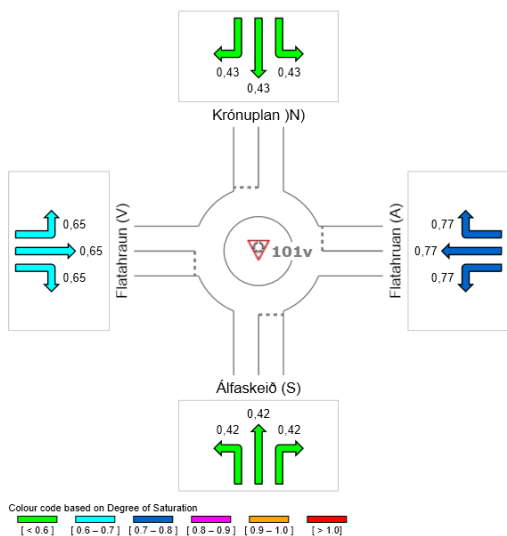 0,43 0,43
0,43
Krónuplan )N)
0,65
0,65
0,65
Flatahraun (V)
101v
Flatahruan (A)
0,77
0,77
0,77
Álfaskeið (S)
0,42
0,42 0,42
Colour code based on Degree of Saturation
[ < 0.6 ] [ 0.6 – 0.7 ] [ 0.7 – 0.8 ] [ 0.8 – 0.9 ] [ 0.9 – 1.0 ] [ > 1.0]